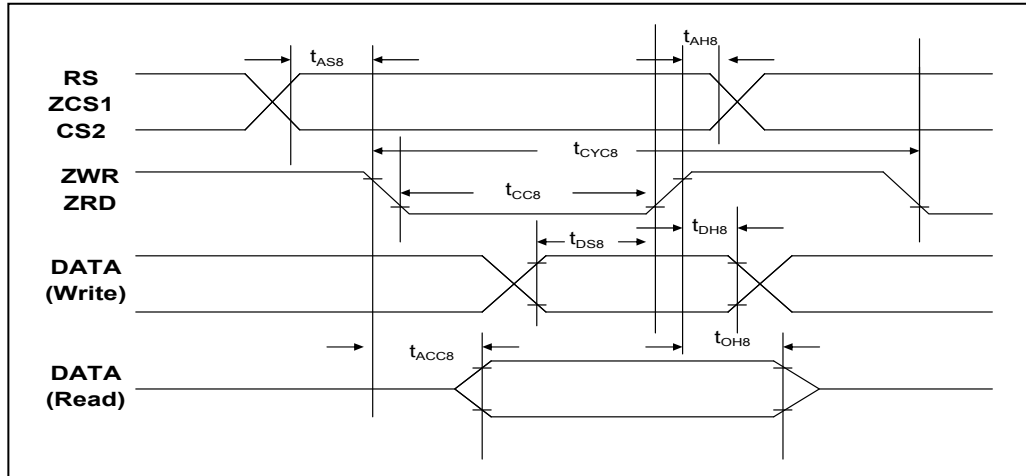 tAS8
tAH8
RS
ZCS1
CS2
tCYC8
ZWR
ZRD
tCC8
tDH8
tDS8
DATA
(Write)
tACC8
tOH8
DATA
(Read)